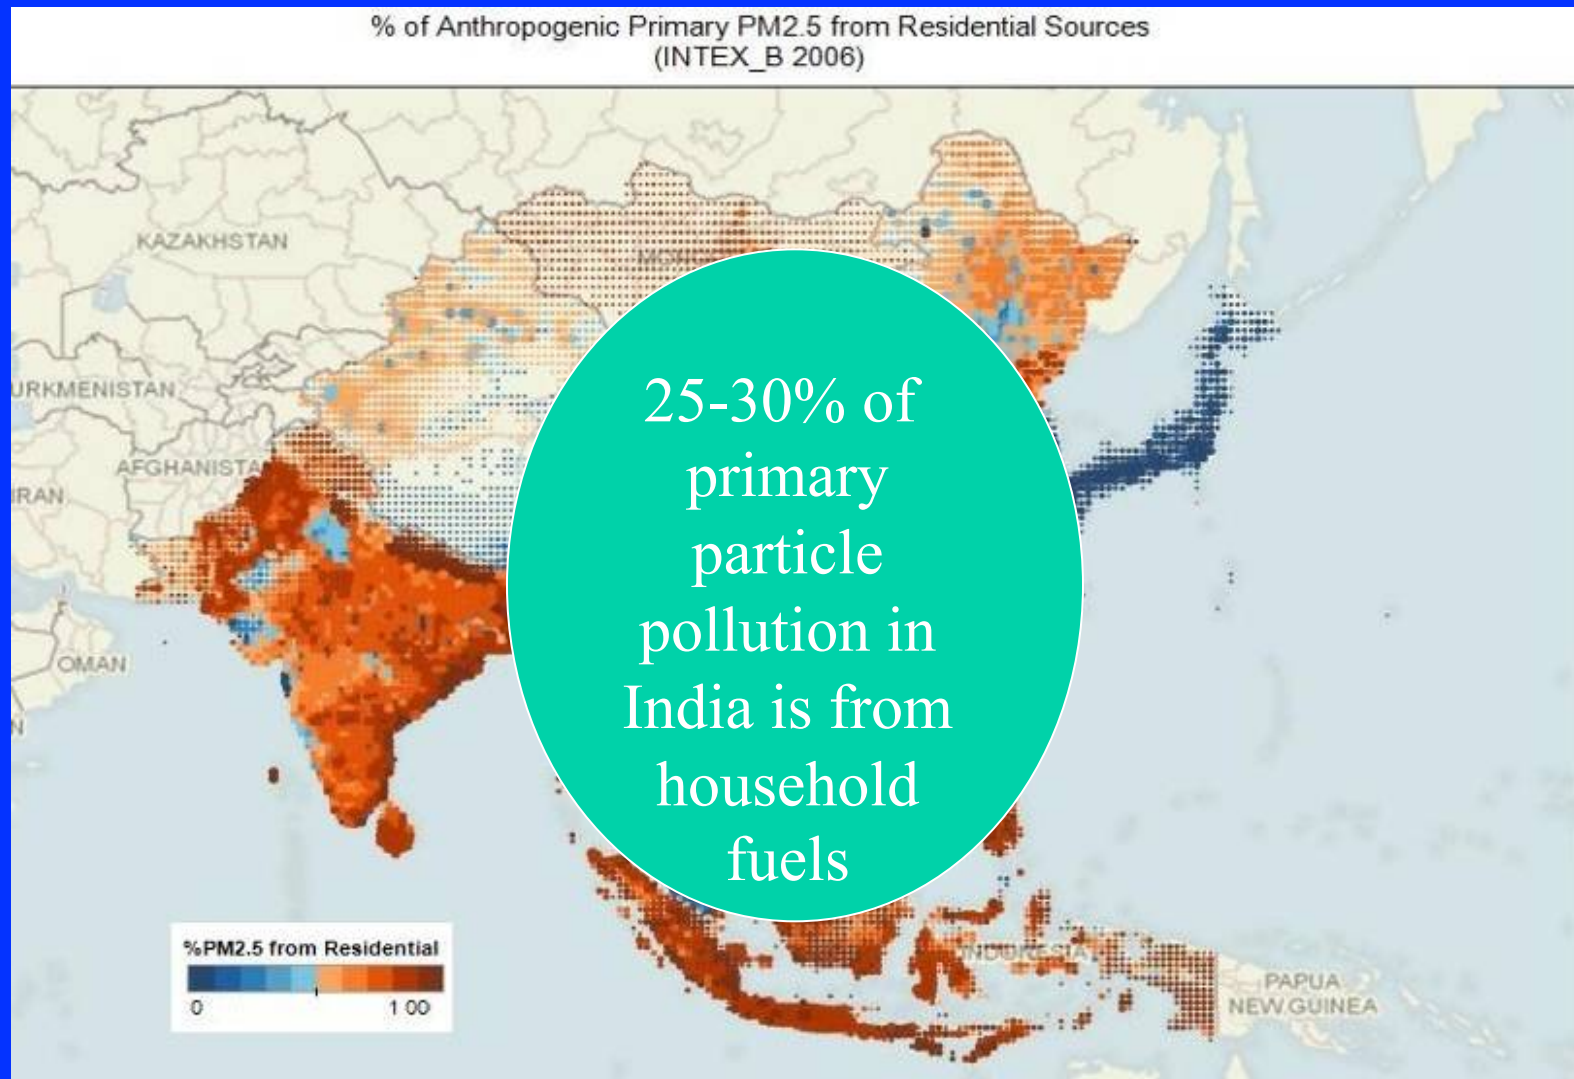 % of Anthropogenic Primary PM2.5 from Residential Sources
(INTEX_B 2006)
KAZAKHSTAN
URKMENISTAN
AFGHANISTA
IRAN
OMAN
N
25-30% of
primary
particle
pollution in
India is from
household
fuels
INDONESIA
PAPUA
NEW GUINEA
%PM2.5 from Residential
0 1 00